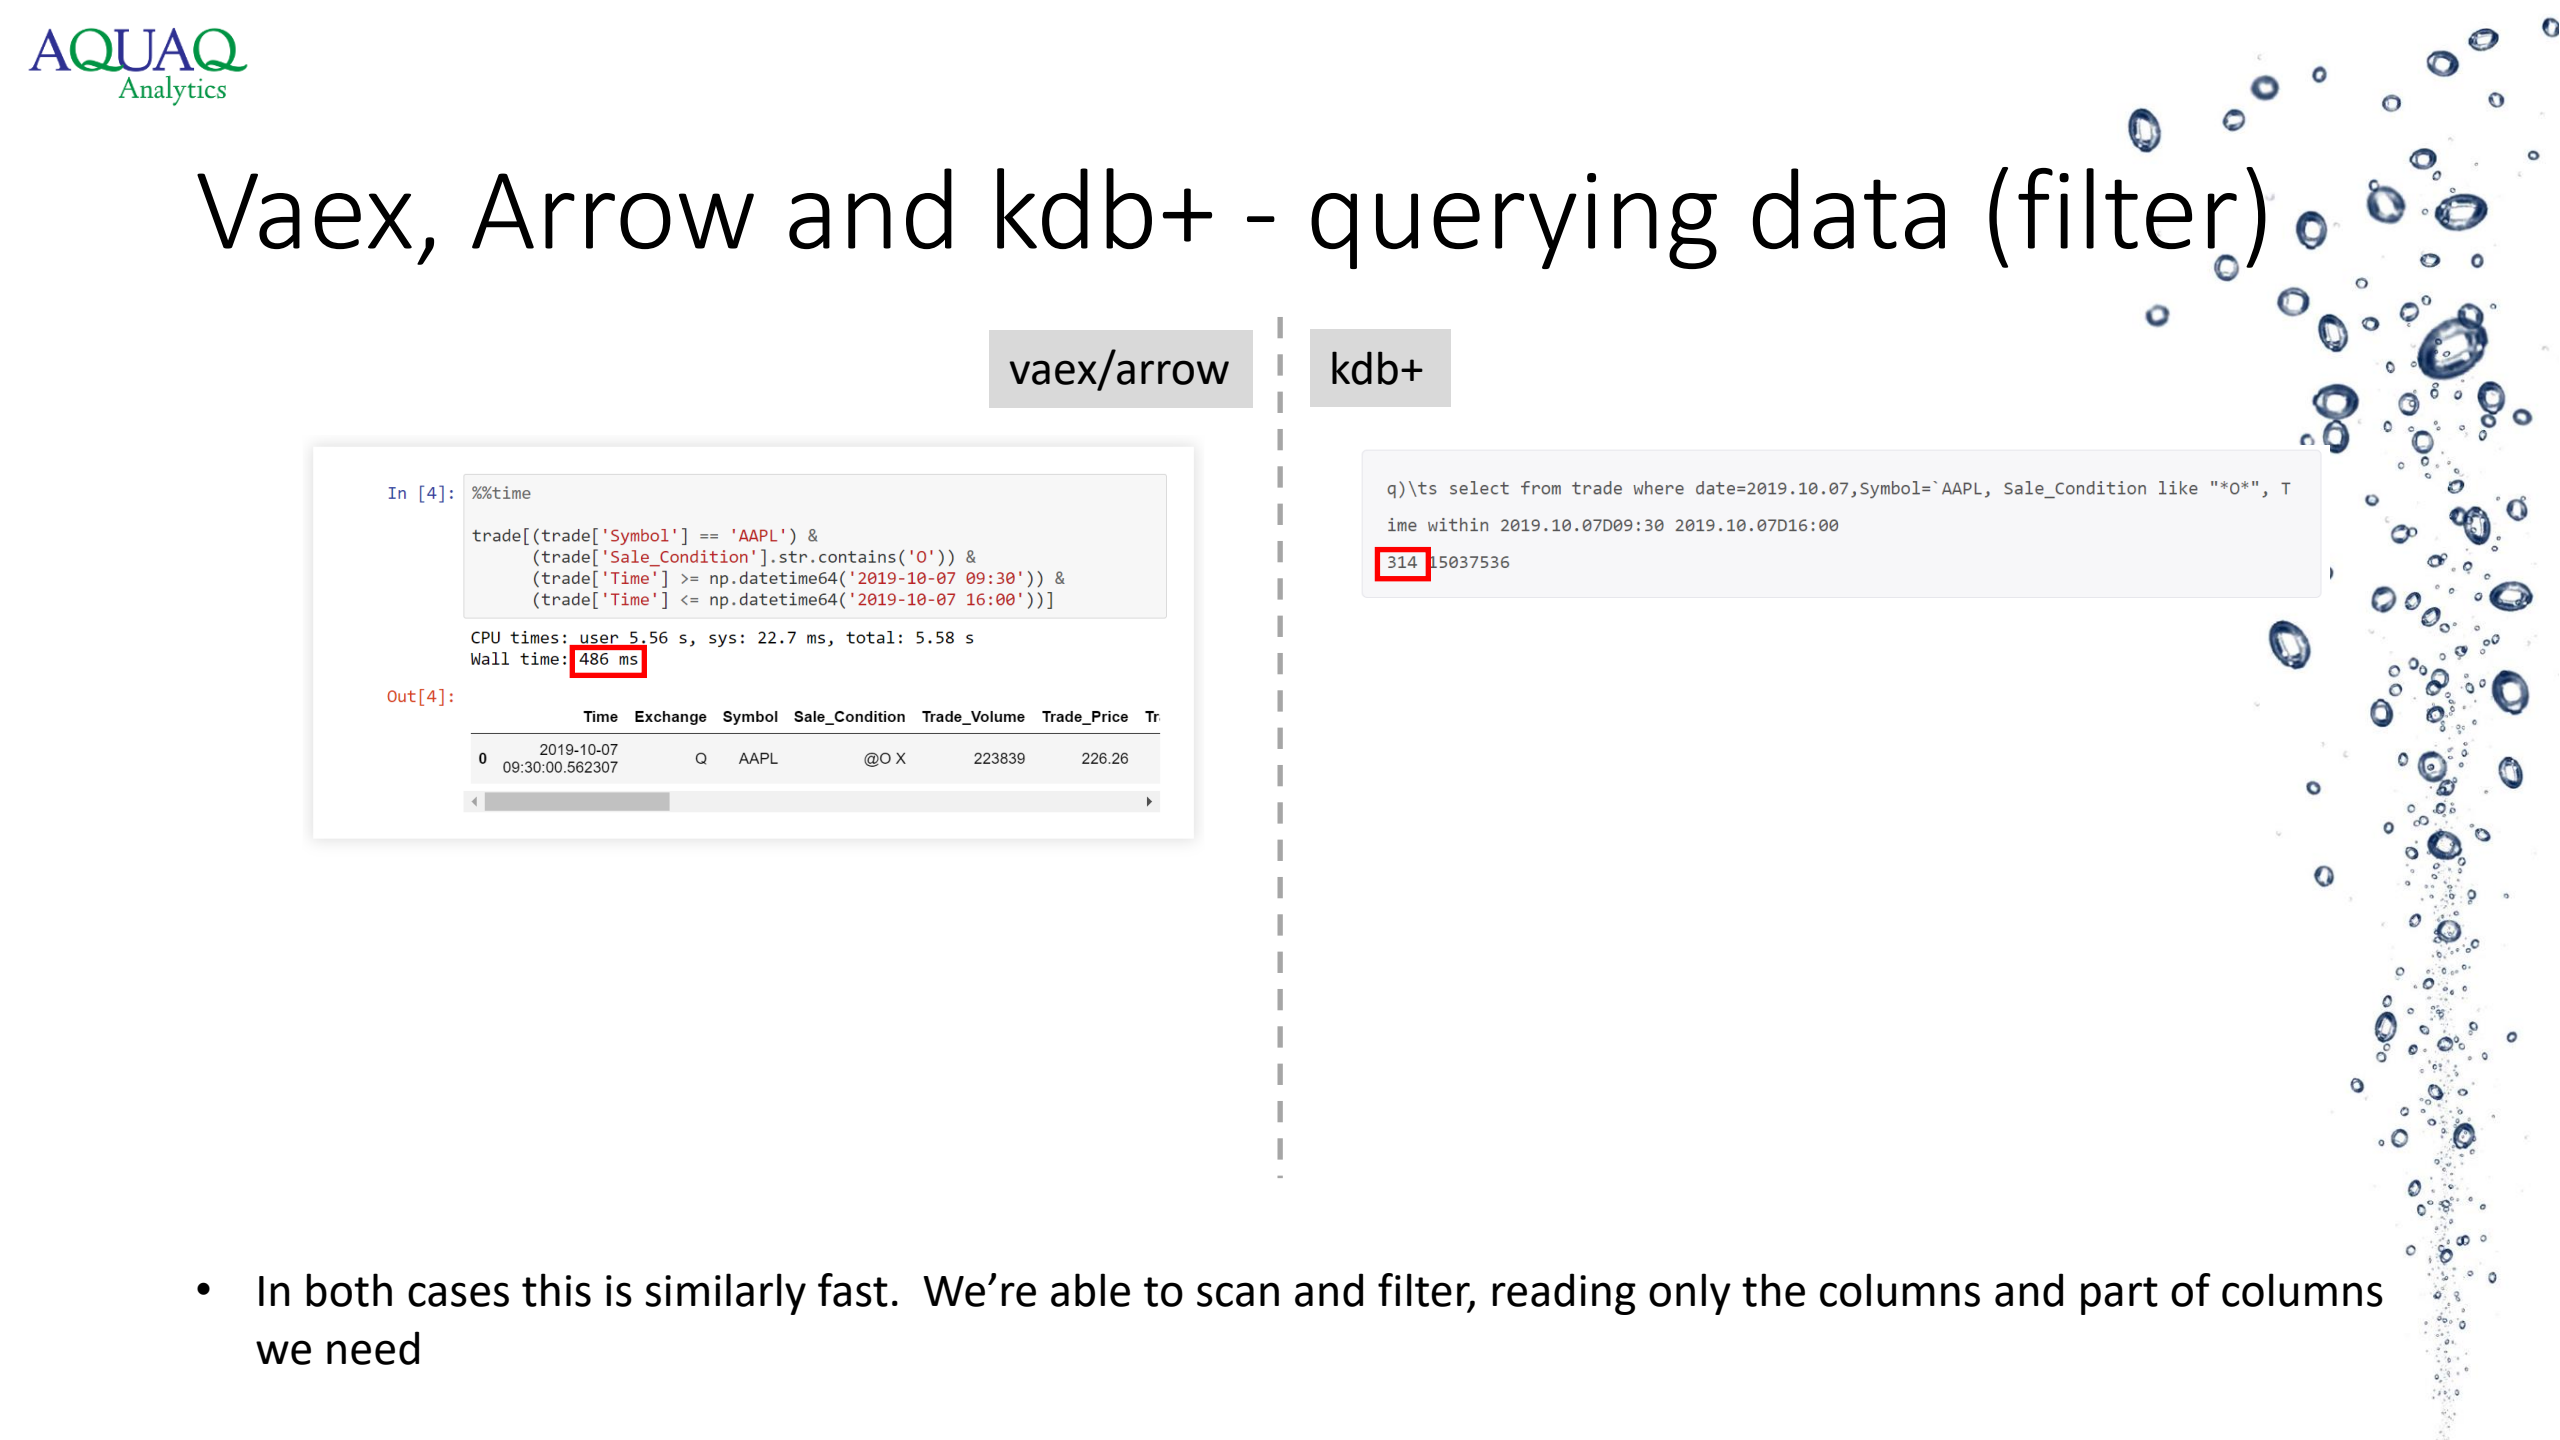 AQUAQ
Analytics
Vaex, Arrow and kdb+ - querying data (filter)
vaex/arrow
kdb+
In [4]: %%time
trade[(trade['Symbol'] == 'AAPL') &
(trade['Sale_Condition'].str.contains('O')) &
(trade['Time'] >= np.datetime64('2019-10-07 09:30')) &
(trade['Time'] <= np.datetime64('2019-10-07 16:00'))]
CPU times: user 5.56 s, sys: 22.7 ms, total: 5.58 s
Wall time: 486 ms
Out[4]:
Time Exchange Symbol Sale_Condition Trade_Volume Trade_Price Tr
0 2019-10-07 09:30:00.562307 Q AAPL @O X 223839 226.26
q)\ts select from trade where date=2019.10.07,Symbol=`AAPL, Sale_Condition like "*O*", T
ime within 2019.10.07D09:30 2019.10.07D16:00
314 15037536
• In both cases this is similarly fast.  We’re able to scan and filter, reading only the columns and part of columns
we need